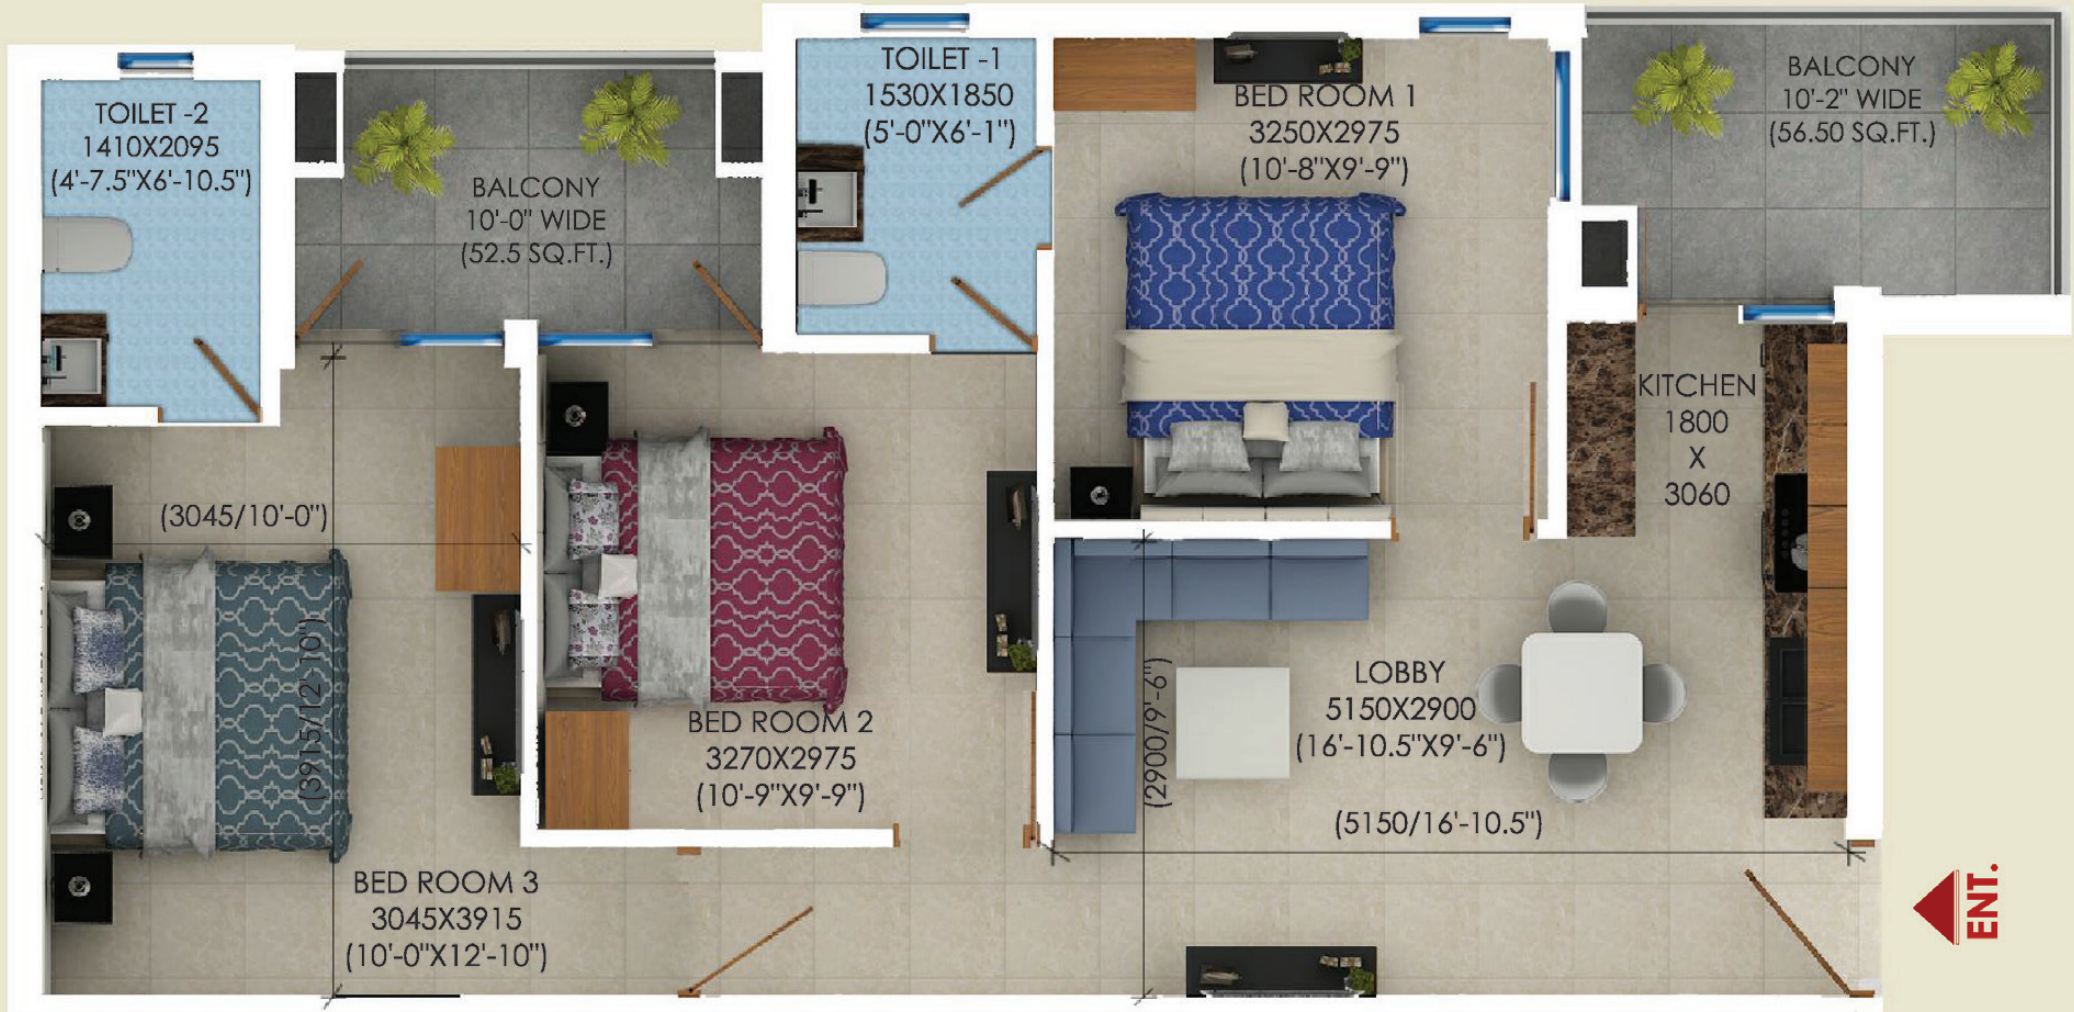 TOILET -2
1410X2095
(4'-7.5"X6'-10.5")
BALCONY
10'-0" WIDE
(52.5 SQ.FT.)
TOILET -1
1530X1850
(5'-0"X6'-1")
BED ROOM 1
3250X2975
(10'-8"X9'-9")
BALCONY
10'-2" WIDE
(56.50 SQ.FT.)
KITCHEN
1800
X
3060
(3045/10'-0")
(3915/12'-10")
BED ROOM 2
3270X2975
(10'-9"X9'-9")
(2900/9'-6")
LOBBY
5150X2900
(16'-10.5"X9'-6")
(5150/16'-10.5")
BED ROOM 3
3045X3915
(10'-0"X12'-10")
ENT.